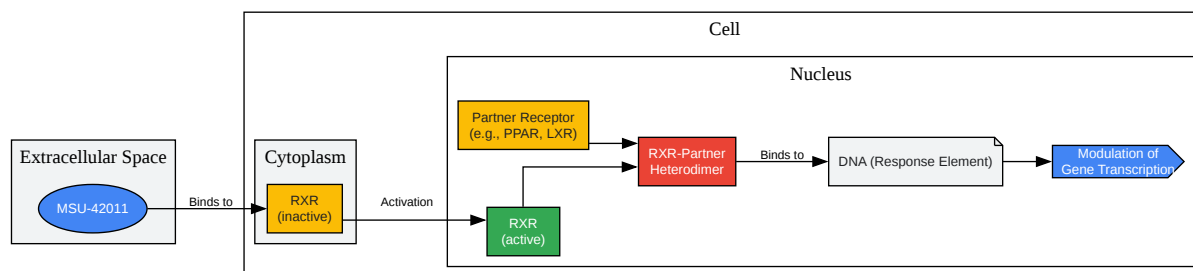 Cell
Nucleus
Partner Receptor
(e.g., PPAR, LXR)
Extracellular Space
Cytoplasm
RXR-Partner
Heterodimer
Binds to
DNA (Response Element)
Modulation of
Gene Transcription
MSU-42011
Binds to
RXR
(inactive)
Activation
RXR
(active)